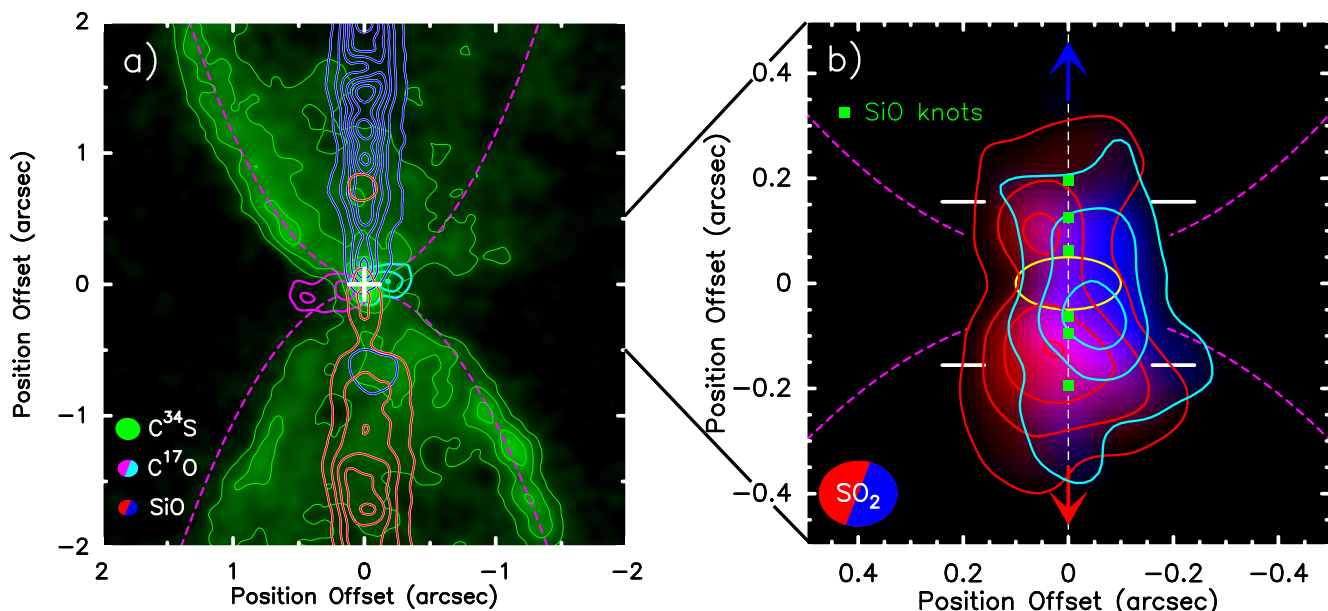 a)
2
1
0
−1
−2
Position Offset (arcsec)
C³⁴S
C¹⁷O
SiO
2
1
0
−1
−2
Position Offset (arcsec)
b)
SiO knots
0.4
0.2
0
−0.2
−0.4
Position Offset (arcsec)
SO₂
0.4
0.2
0
−0.2
−0.4
Position Offset (arcsec)